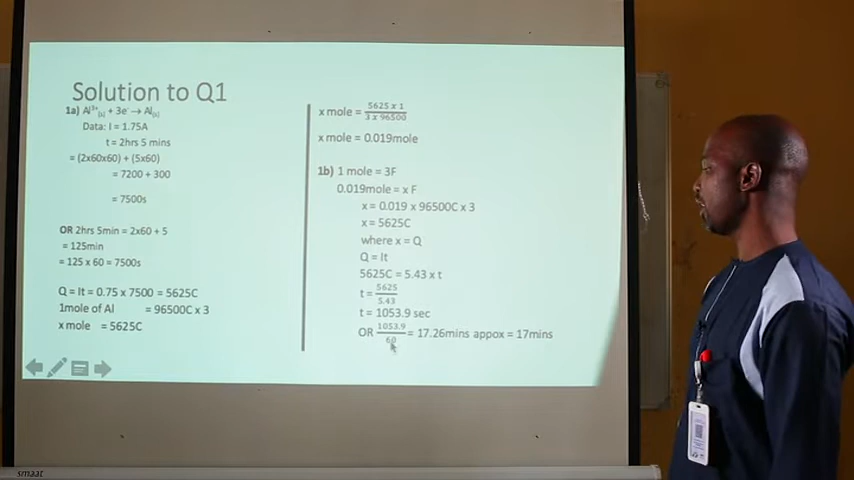 Solution to Q1
1a) Al³⁺₍ₛ₎ + 3e⁻ → Al₍ₛ₎
Data: I = 1.75A
t = 2hrs 5 mins
= (2x60x60) + (5x60)
= 7200 + 300
= 7500s
OR 2hrs 5min = 2x60 + 5
= 125min
= 125 x 60 = 7500s
Q = It = 0.75 x 7500 = 5625C
1mole of Al = 96500C x 3
x mole = 5625C
x mole = 5625 x 1 / 3 x 96500
x mole = 0.019mole
1b) 1 mole = 3F
0.019mole = x F
x = 0.019 x 96500C x 3
x = 5625C
where x = Q
Q = It
5625C = 5.43 x t
t = 5625 / 5.43
t = 1053.9 sec
OR 1053.9 / 60 = 17.26mins appox = 17mins
smaat